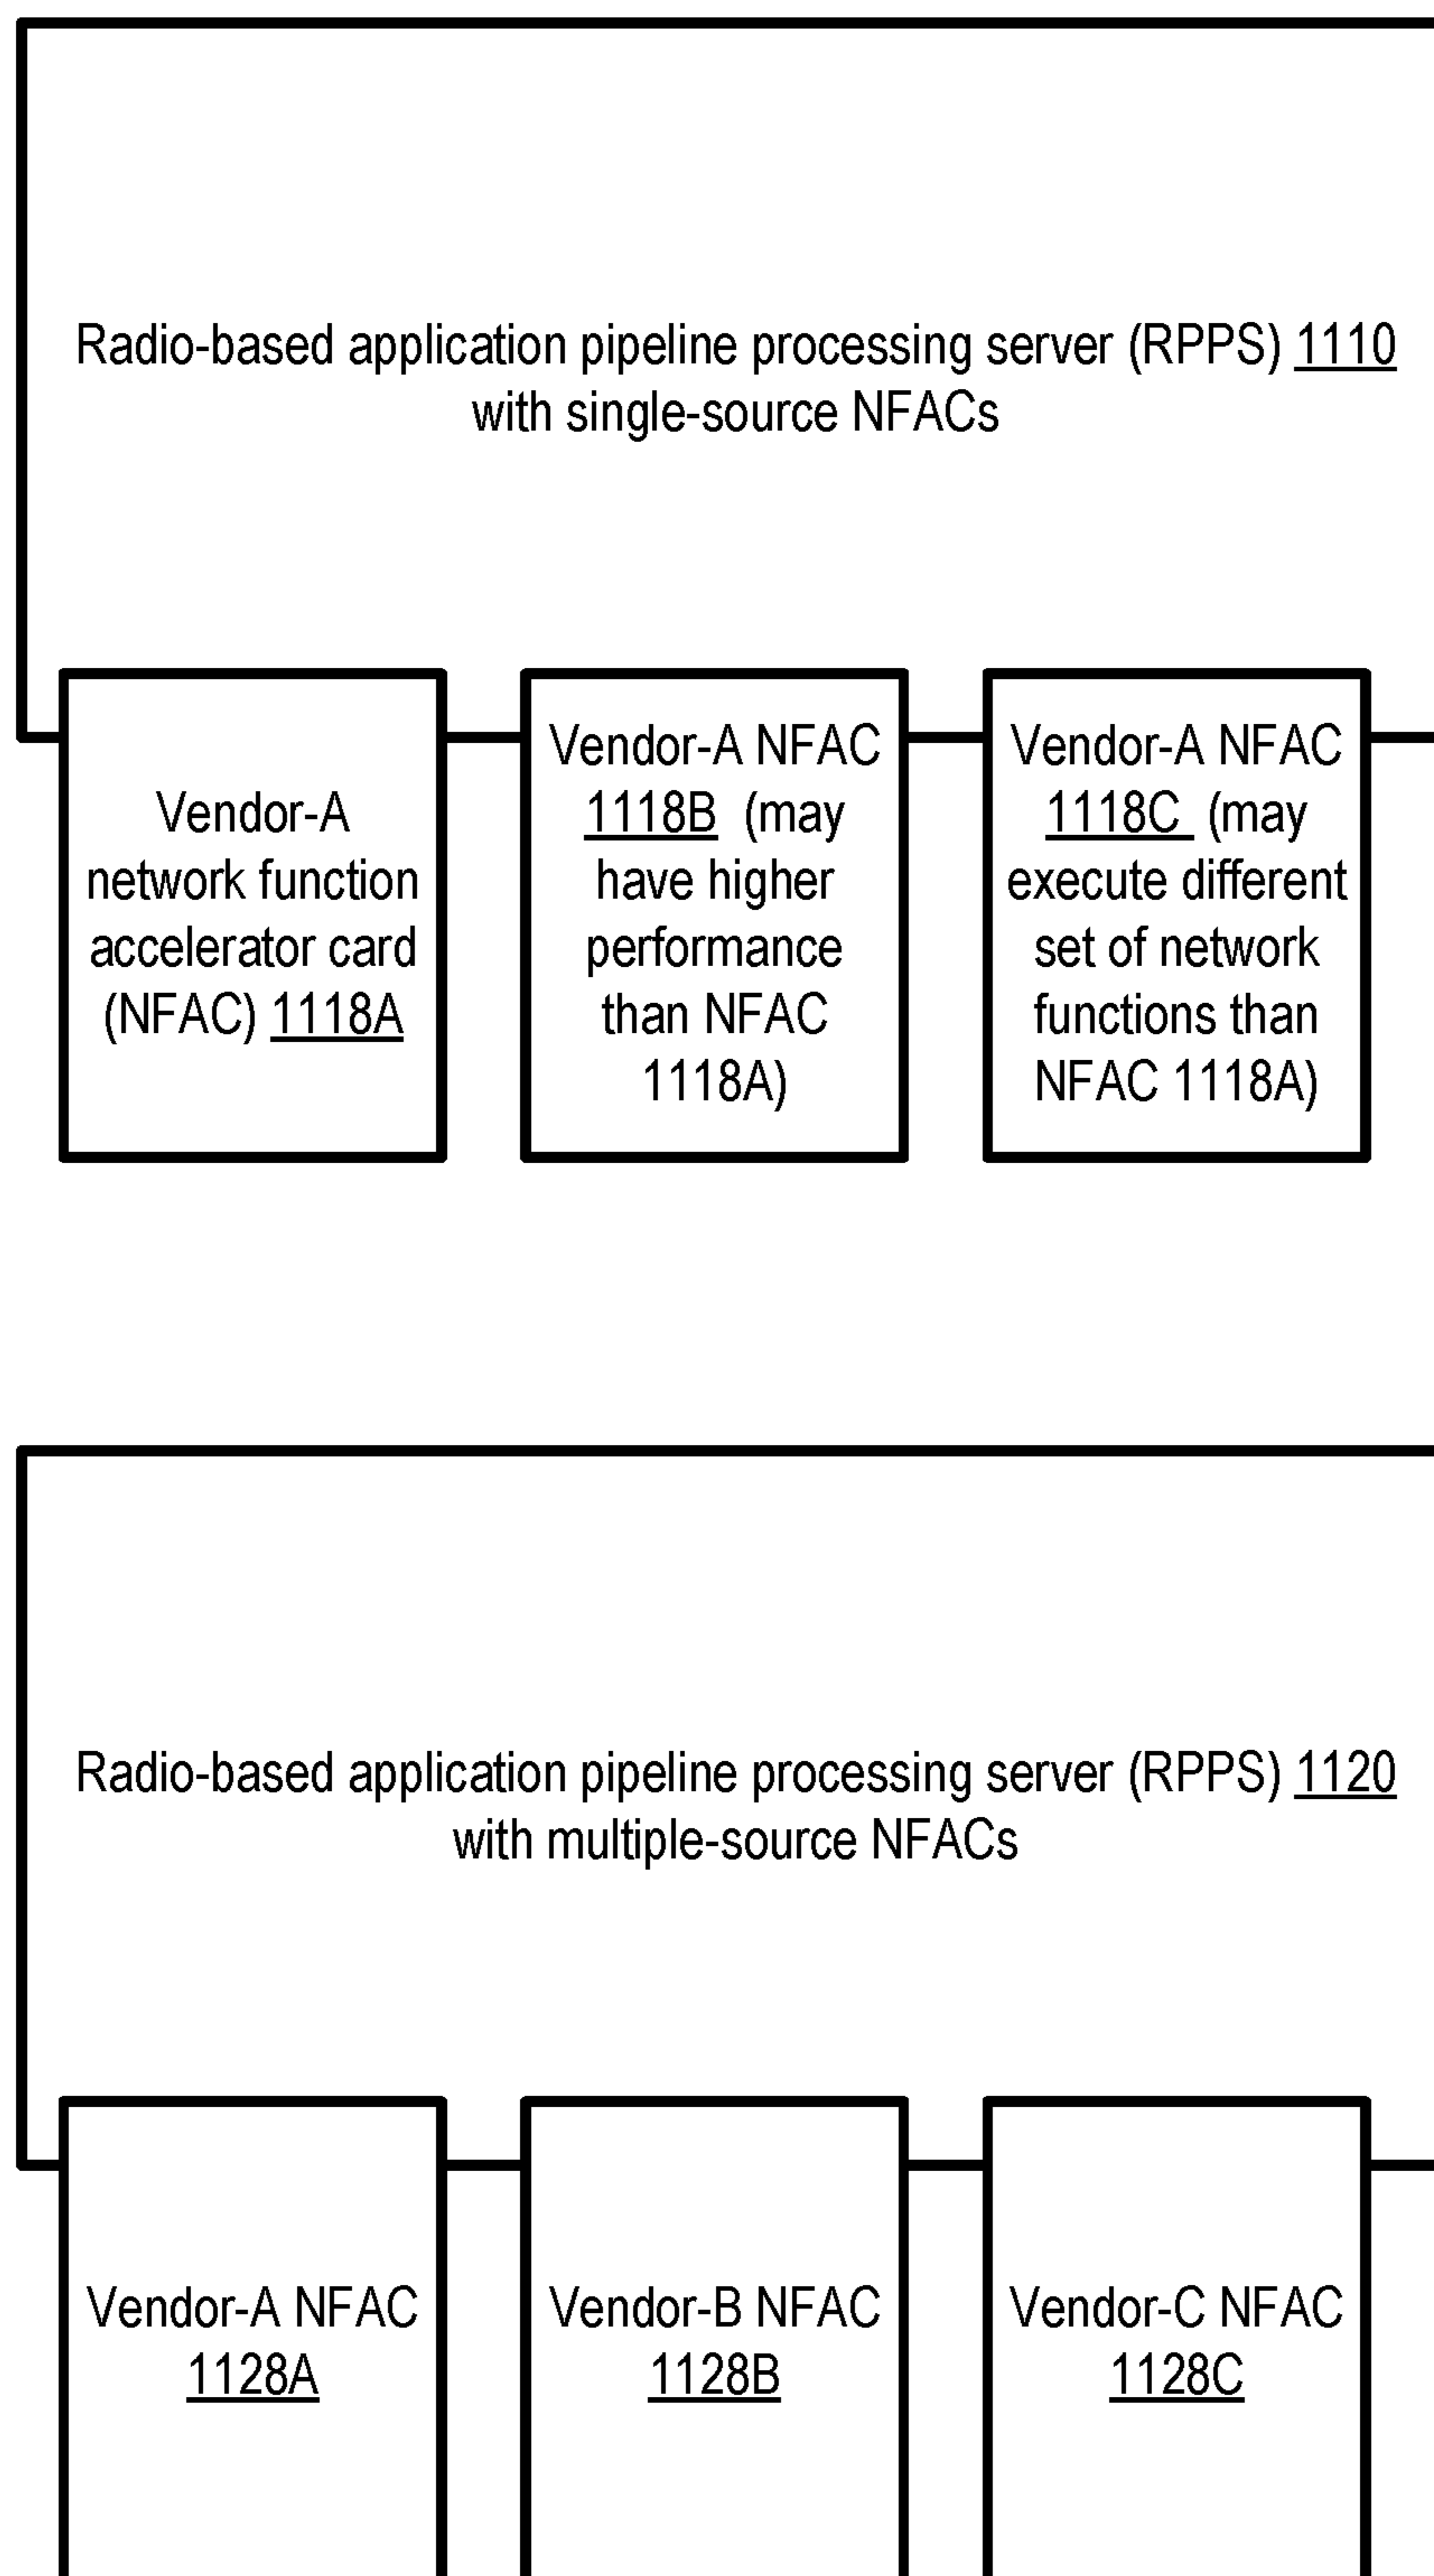 Radio-based application pipeline processing server (RPPS) 1110
with single-source NFACs
Vendor-A
network function
accelerator card
(NFAC) 1118A
Vendor-A NFAC
1118B (may
have higher
performance
than NFAC
1118A)
Vendor-A NFAC
1118C (may
execute different
set of network
functions than
NFAC 1118A)
Radio-based application pipeline processing server (RPPS) 1120
with multiple-source NFACs
Vendor-A NFAC
1128A
Vendor-B NFAC
1128B
Vendor-C NFAC
1128C